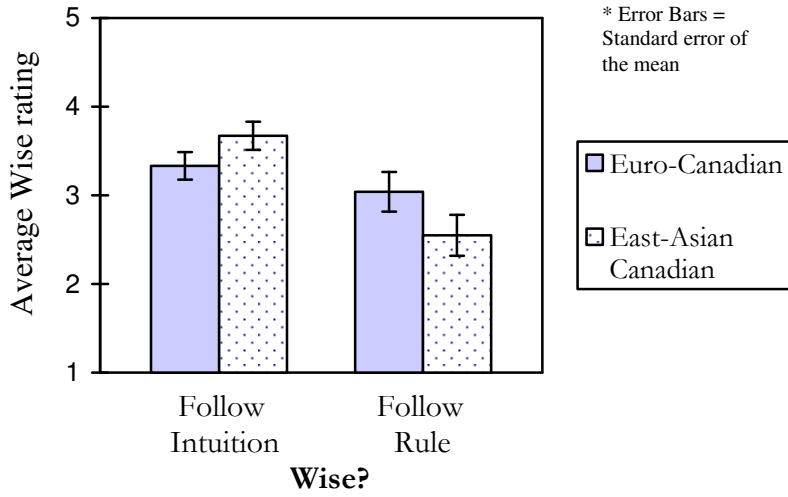 * Error Bars =
Standard error of
the mean
Average Wise rating
5
4
3
2
1
Euro-Canadian
East-Asian
Canadian
Follow
Intuition
Follow
Rule
Wise?